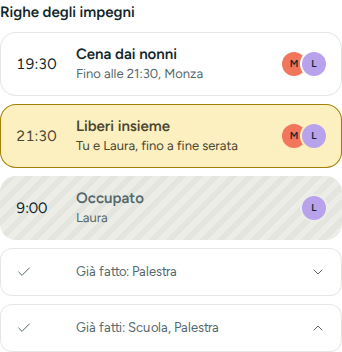 Righe degli impegni
19:30
Cena dai nonni
Fino alle 21:30, Monza
M L
21:30
Liberi insieme
Tu e Laura, fino a fine serata
M L
9:00
Occupato
Laura
L
Già fatto: Palestra
Già fatti: Scuola, Palestra